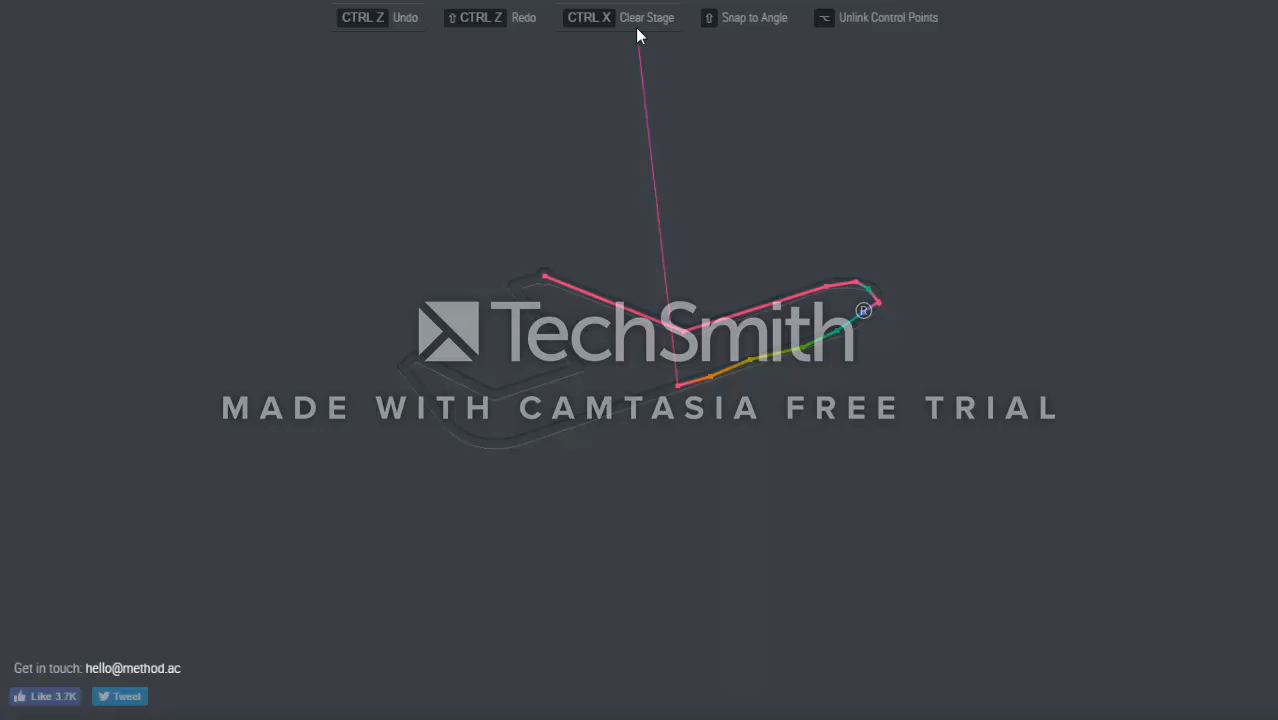 CTRL Z Undo ⇧ CTRL Z Redo CTRL X Clear Stage ⇧ Snap to Angle ⌥ Unlink Control Points
TechSmith®
MADE WITH CAMTASIA FREE TRIAL
Get in touch: hello@method.ac
Like 3.7K Tweet